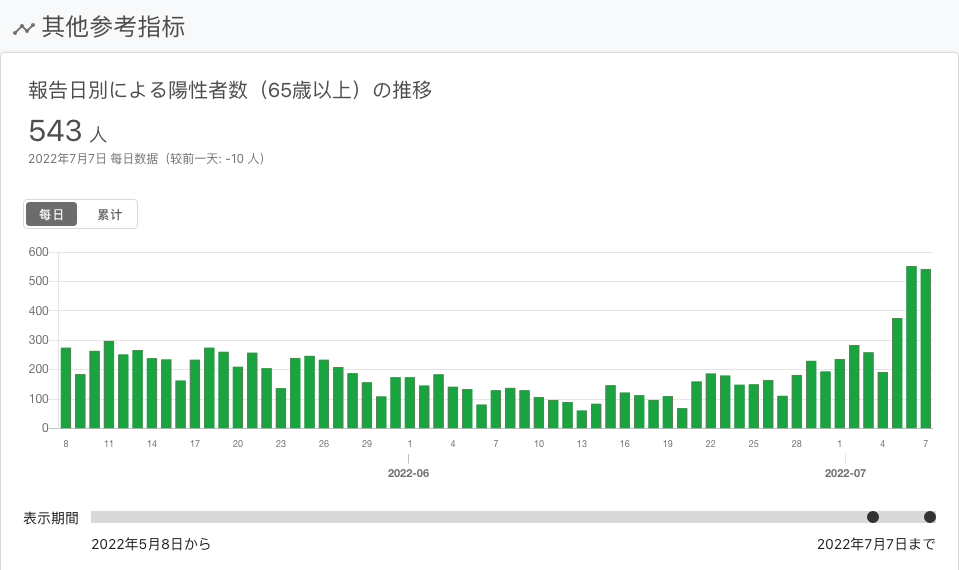 其他参考指标
報告日別による陽性者数（65歳以上）の推移
543 人
2022年7月7日 每日数据（较前一天: -10 人）
每日 累计
600
500
400
300
200
100
0
8 11 14 17 20 23 26 29 1 4 7 10 13 16 19 22 25 28 1 4 7
2022-06 2022-07
表示期間
2022年5月8日から 2022年7月7日まで